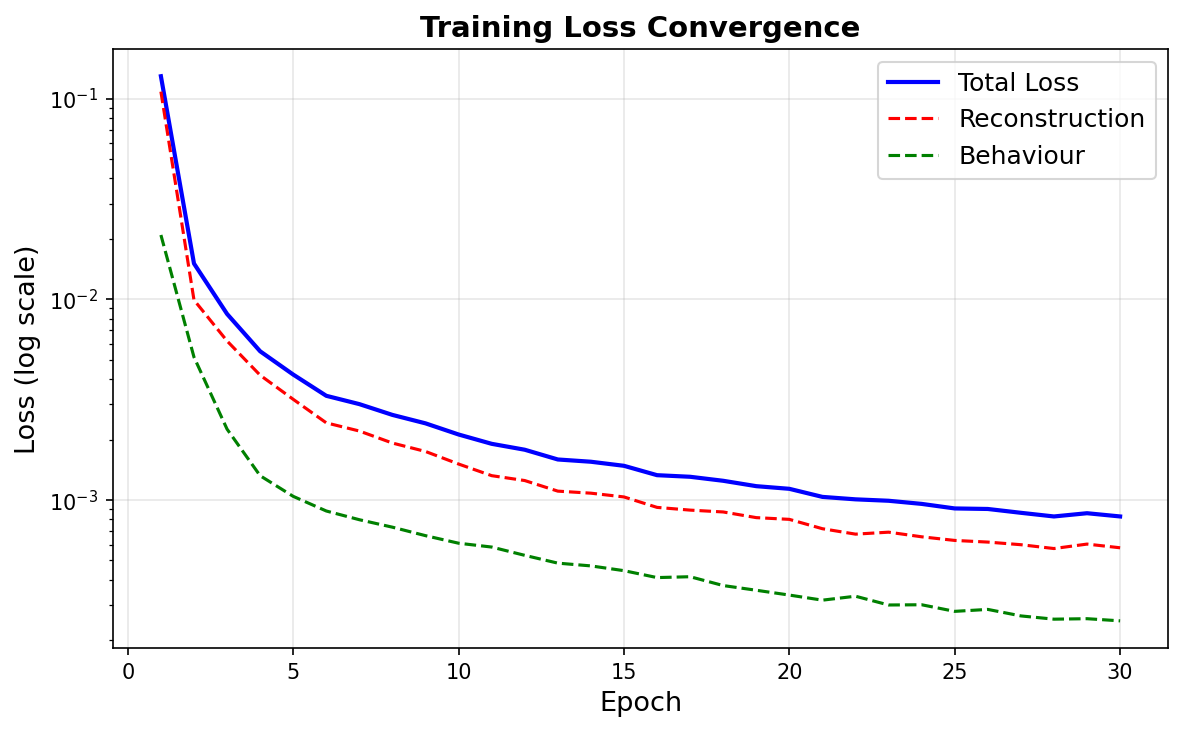 Training Loss Convergence
Total Loss
Reconstruction
Behaviour
Loss (log scale)
10⁻¹
10⁻²
10⁻³
0 5 10 15 20 25 30
Epoch